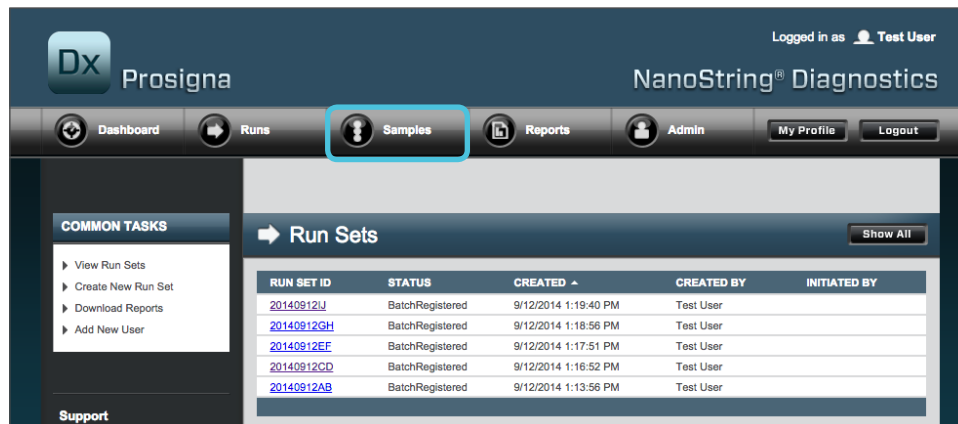 Logged in as Test User
Dx Prosigna
NanoString® Diagnostics
Dashboard Runs Samples Reports Admin My Profile Logout
COMMON TASKS
View Run Sets
Create New Run Set
Download Reports
Add New User
Support
Run Sets Show All
RUN SET ID STATUS CREATED CREATED BY INITIATED BY
20140912IJ BatchRegistered 9/12/2014 1:19:40 PM Test User
20140912GH BatchRegistered 9/12/2014 1:18:56 PM Test User
20140912EF BatchRegistered 9/12/2014 1:17:51 PM Test User
20140912CD BatchRegistered 9/12/2014 1:16:52 PM Test User
20140912AB BatchRegistered 9/12/2014 1:13:56 PM Test User